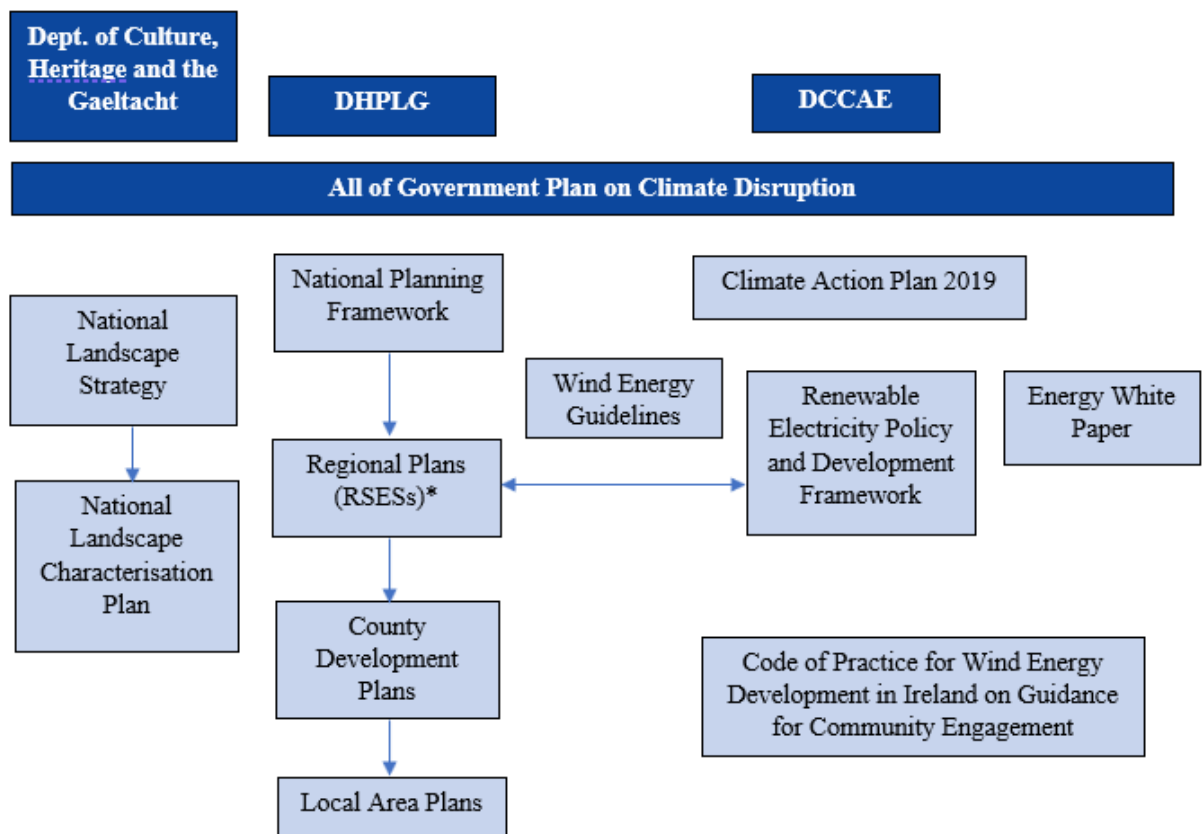 Dept. of Culture,
Heritage and the
Gaeltacht
DHPLG
DCCAE
All of Government Plan on Climate Disruption
National Planning
Framework
Climate Action Plan 2019
National
Landscape
Strategy
Wind Energy
Guidelines
Renewable
Electricity Policy
and Development
Framework
Energy White
Paper
Regional Plans
(RSESs)*
National
Landscape
Characterisation
Plan
County
Development
Plans
Code of Practice for Wind Energy
Development in Ireland on Guidance
for Community Engagement
Local Area Plans